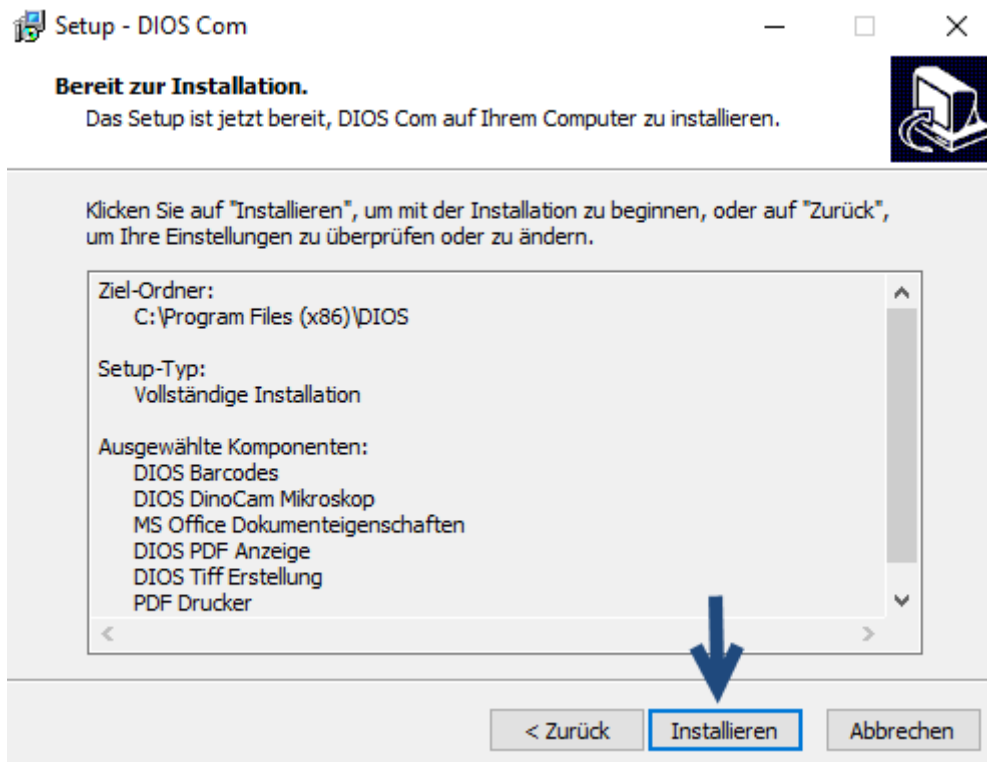 Setup - DIOS Com
Bereit zur Installation.
Das Setup ist jetzt bereit, DIOS Com auf Ihrem Computer zu installieren.
Klicken Sie auf "Installieren", um mit der Installation zu beginnen, oder auf "Zurück",
um Ihre Einstellungen zu überprüfen oder zu ändern.
Ziel-Ordner:
C:\Program Files (x86)\DIOS
Setup-Typ:
Vollständige Installation
Ausgewählte Komponenten:
DIOS Barcodes
DIOS DinoCam Mikroskop
MS Office Dokumenteigenschaften
DIOS PDF Anzeige
DIOS Tiff Erstellung
PDF Drucker
< Zurück
Installieren
Abbrechen